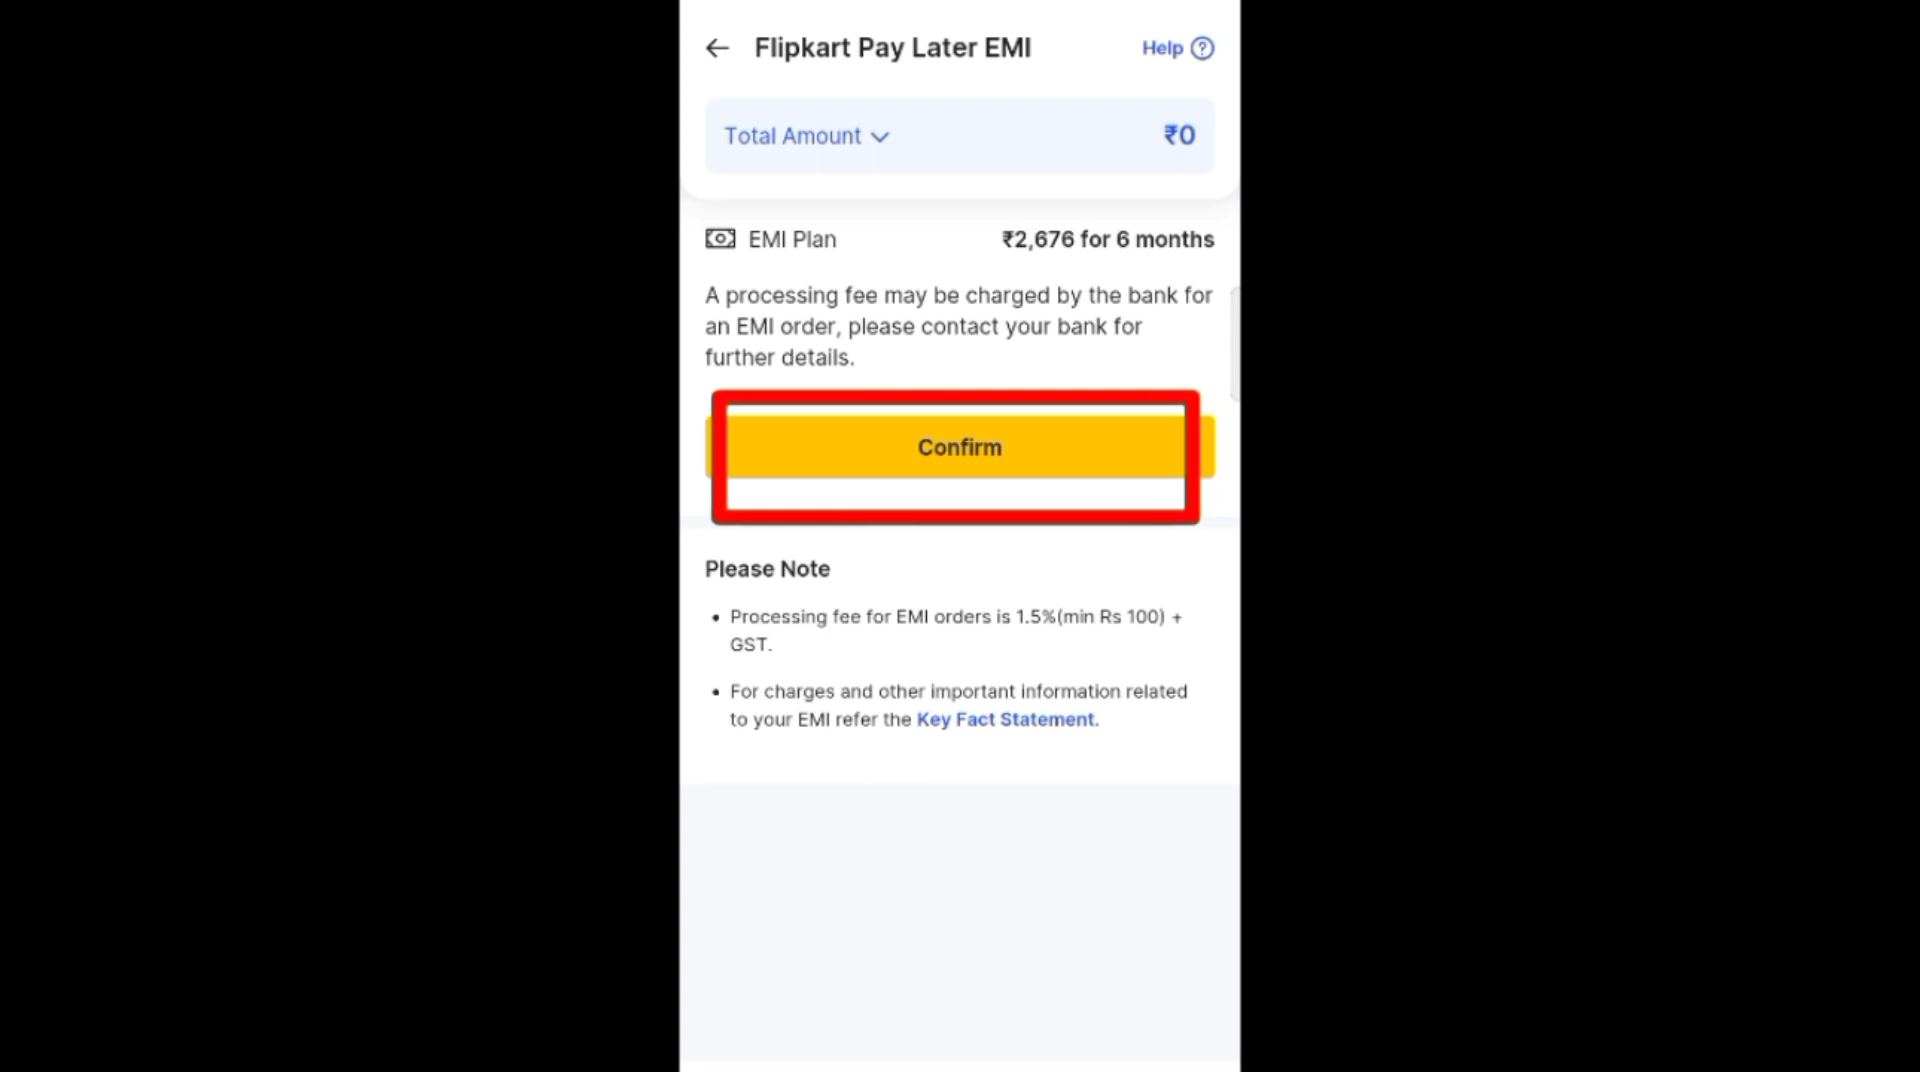 Flipkart Pay Later EMI
Help
Total Amount
₹0
EMI Plan
₹2,676 for 6 months
A processing fee may be charged by the bank for
an EMI order, please contact your bank for
further details.
Confirm
Please Note
• Processing fee for EMI orders is 1.5%(min Rs 100) +
GST.
• For charges and other important information related
to your EMI refer the Key Fact Statement.